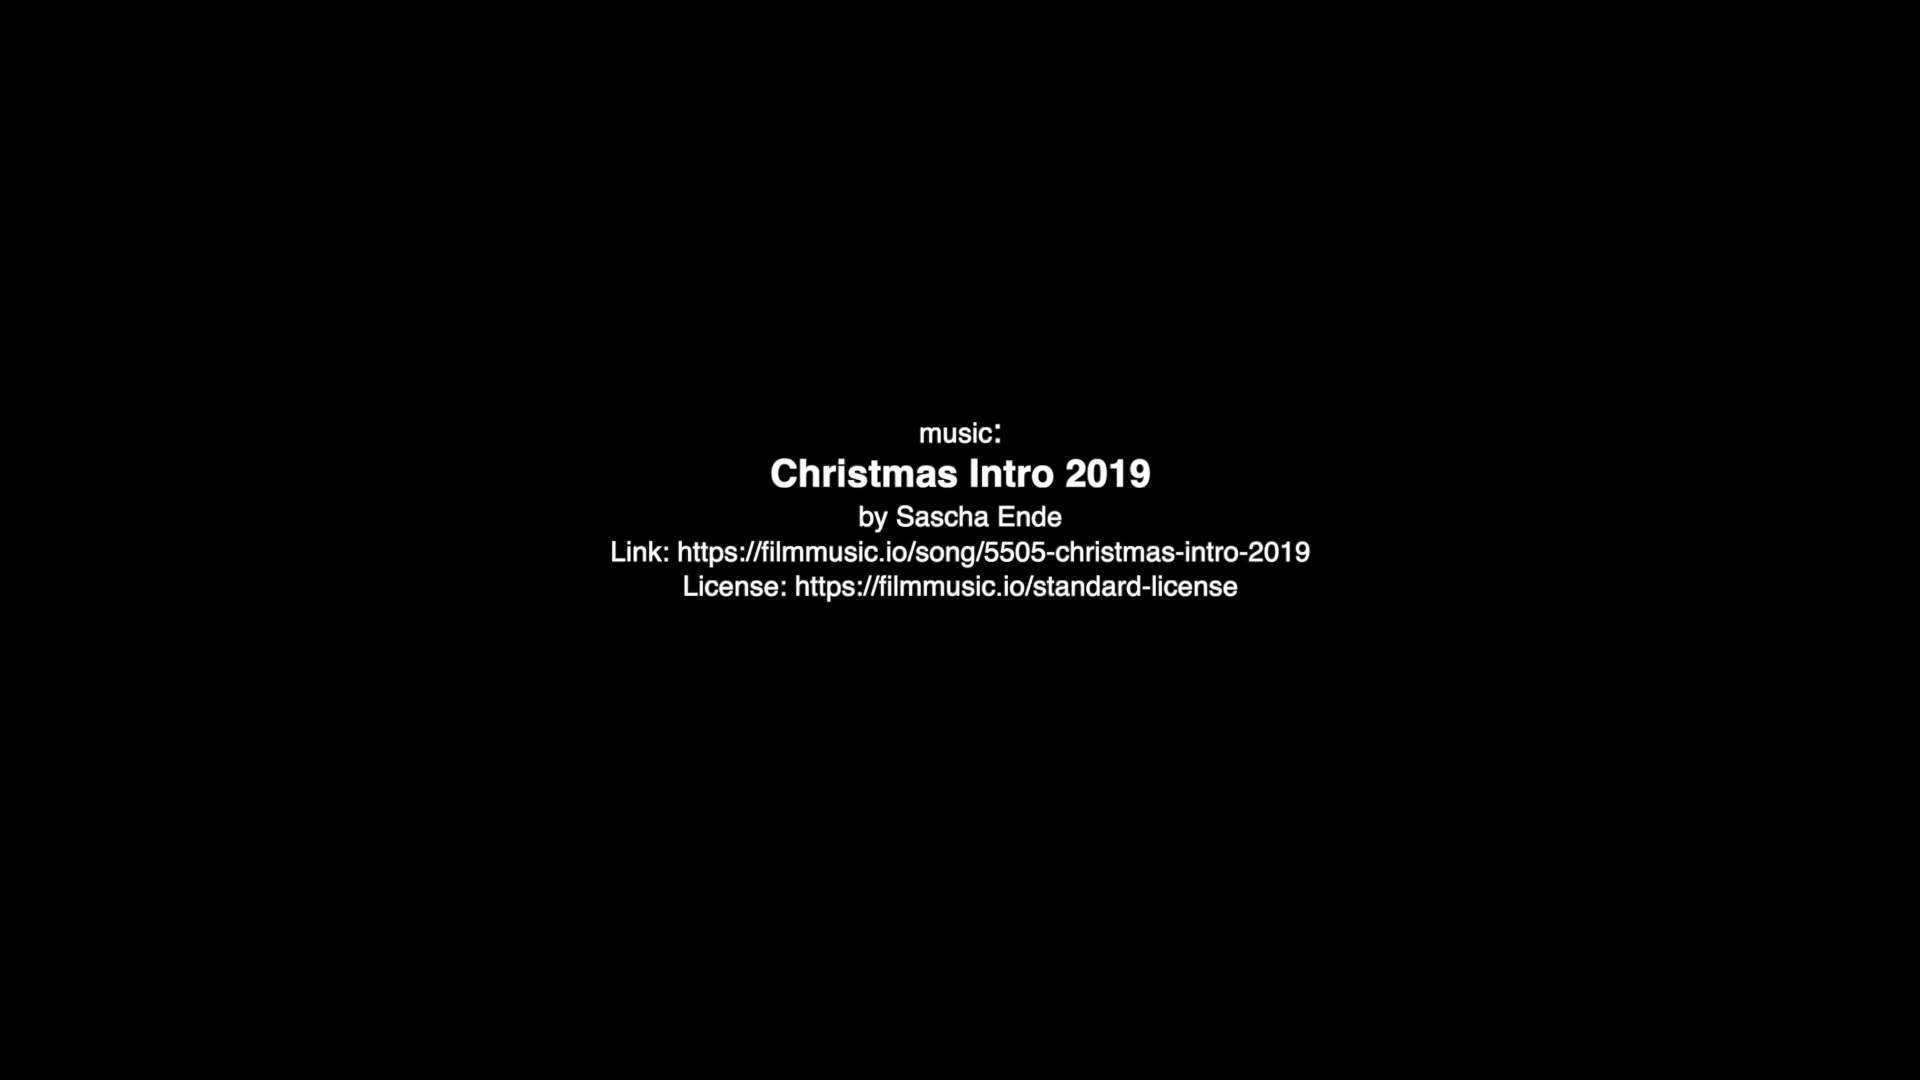 music:
Christmas Intro 2019
by Sascha Ende
Link: https://filmmusic.io/song/5505-christmas-intro-2019
License: https://filmmusic.io/standard-license